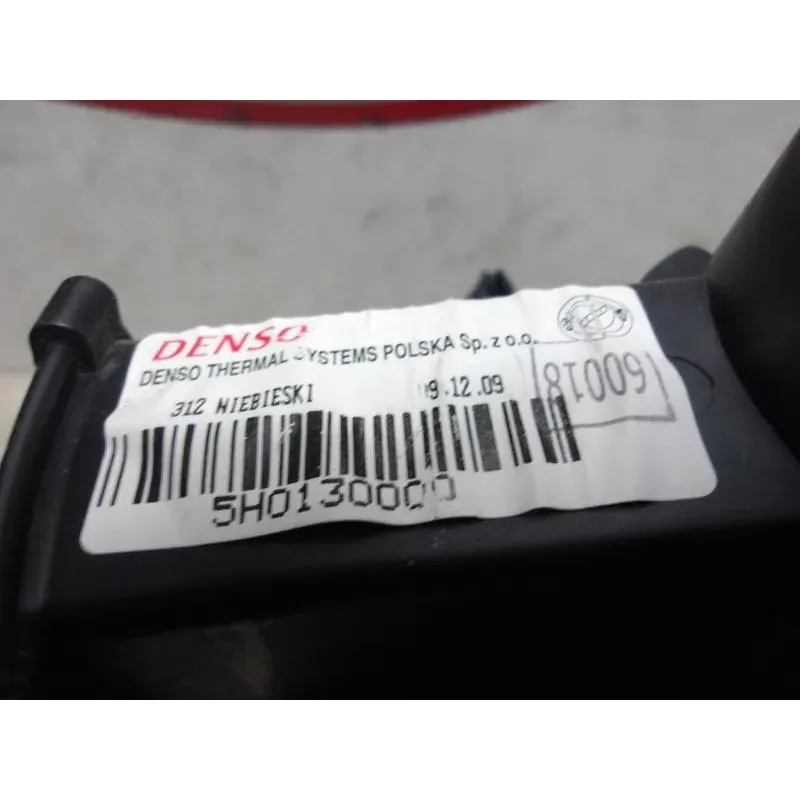 DENSO
DENSO THERMAL SYSTEMS POLSKA Sp. z o.o.
312 NIEBIESKI 09.12.09
60018
5H0130000